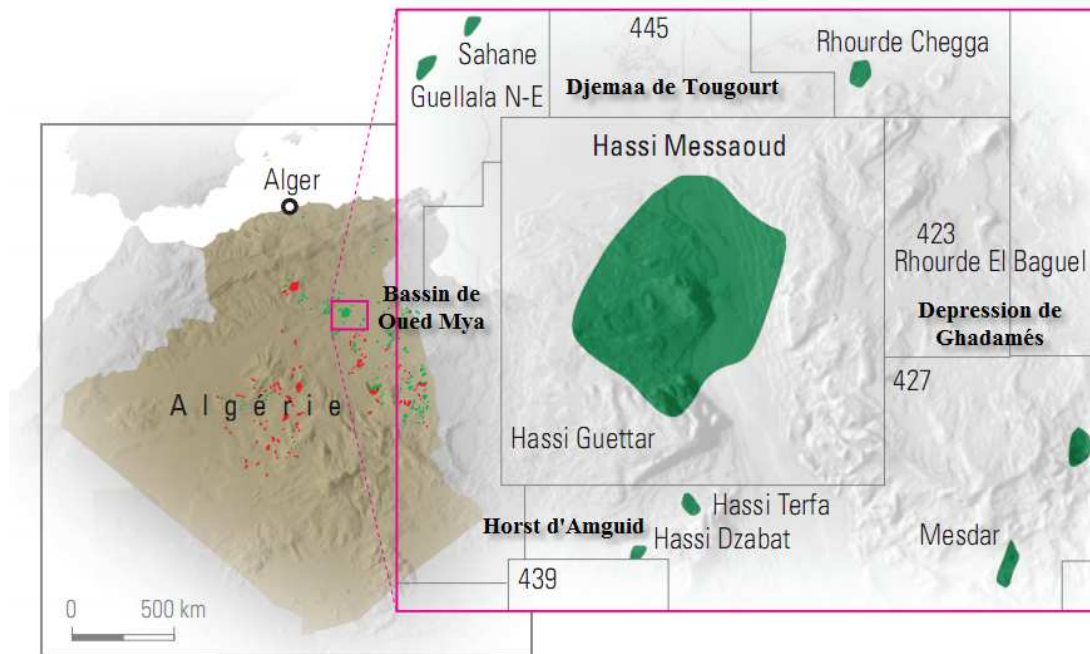 445
Sahane
Rhourde Chegga
Guellala N-E
Djemaa de Tougourt
Hassi Messaoud
Alger
423
Rhourde El Baguel
Bassin de
Oued Mya
Depression de
Ghadamés
427
Algérie
Hassi Guettar
Hassi Terfa
Horst d'Amguid
Hassi Dzabat
Mesdar
439
0 500 km